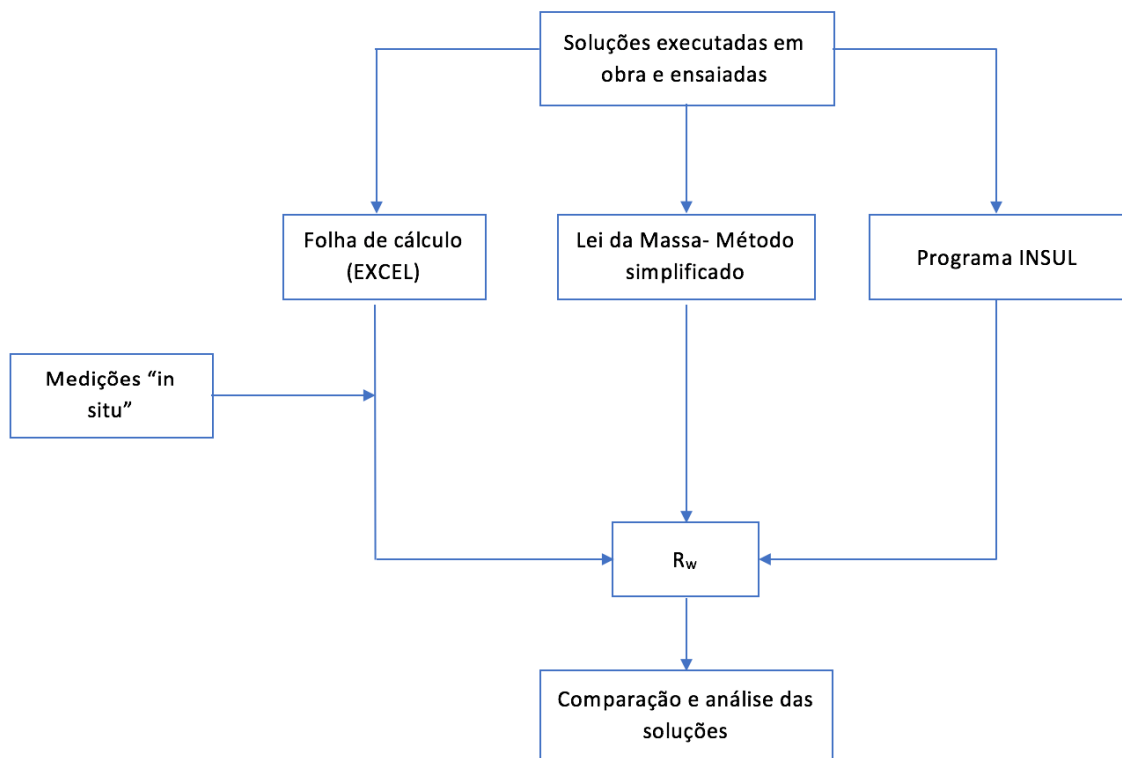 Soluções executadas em
obra e ensaiadas
Folha de cálculo
(EXCEL)
Lei da Massa- Método
simplificado
Programa INSUL
Medições “in
situ”
Rw
Comparação e análise das
soluções